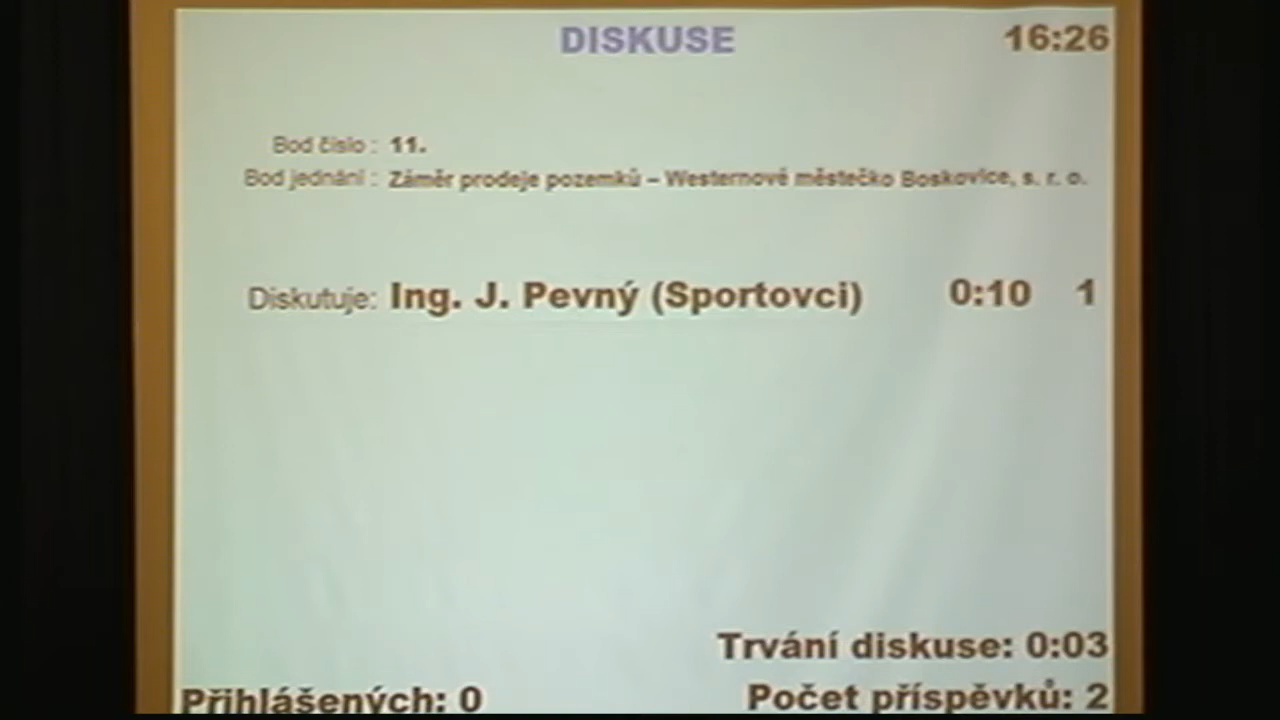 DISKUSE 16:26
Bod číslo : 11.
Bod jednání : Záměr prodeje pozemků – Westernové městečko Boskovice, s. r. o.
Diskutuje: Ing. J. Pevný (Sportovci) 0:10 1
Trvání diskuse: 0:03
Přihlášených: 0 Počet příspěvků: 2